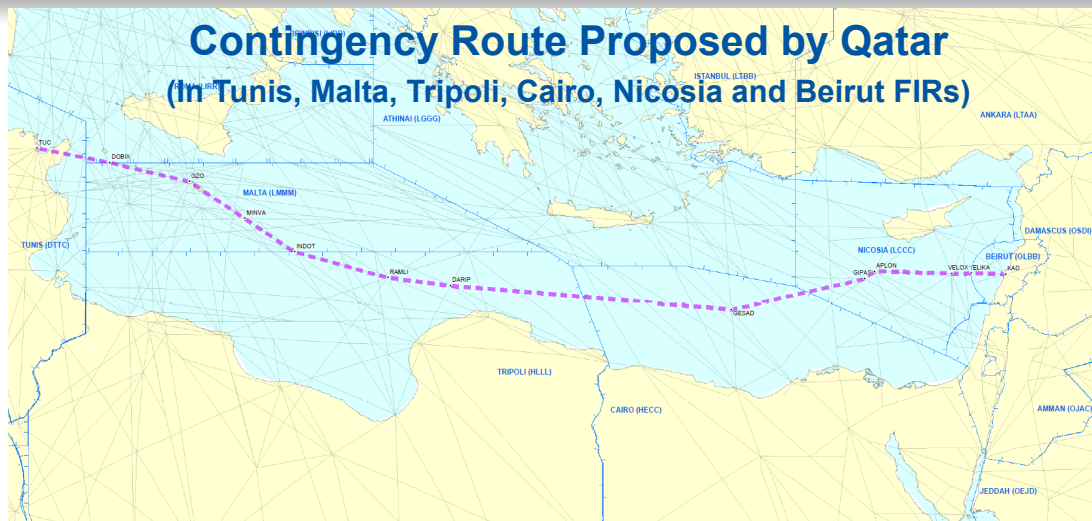 Contingency Route Proposed by Qatar
(In Tunis, Malta, Tripoli, Cairo, Nicosia and Beirut FIRs)
ISTANBUL (LTBB)
ATHINAI (LGGG)
ANKARA (LTAA)
TUC
DOBIX
OZO
MALTA (LMMM)
MINVA
TUNIS (DTTC)
INDOT
RAMLI
DARIP
GESAD
GIPAS
APLON
NICOSIA (LCCC)
VELOX
ELIKA
KAD
BEIRUT (OLBB)
DAMASCUS (OSDI)
TRIPOLI (HLLL)
CAIRO (HECC)
AMMAN (OJAC)
JEDDAH (OEJD)